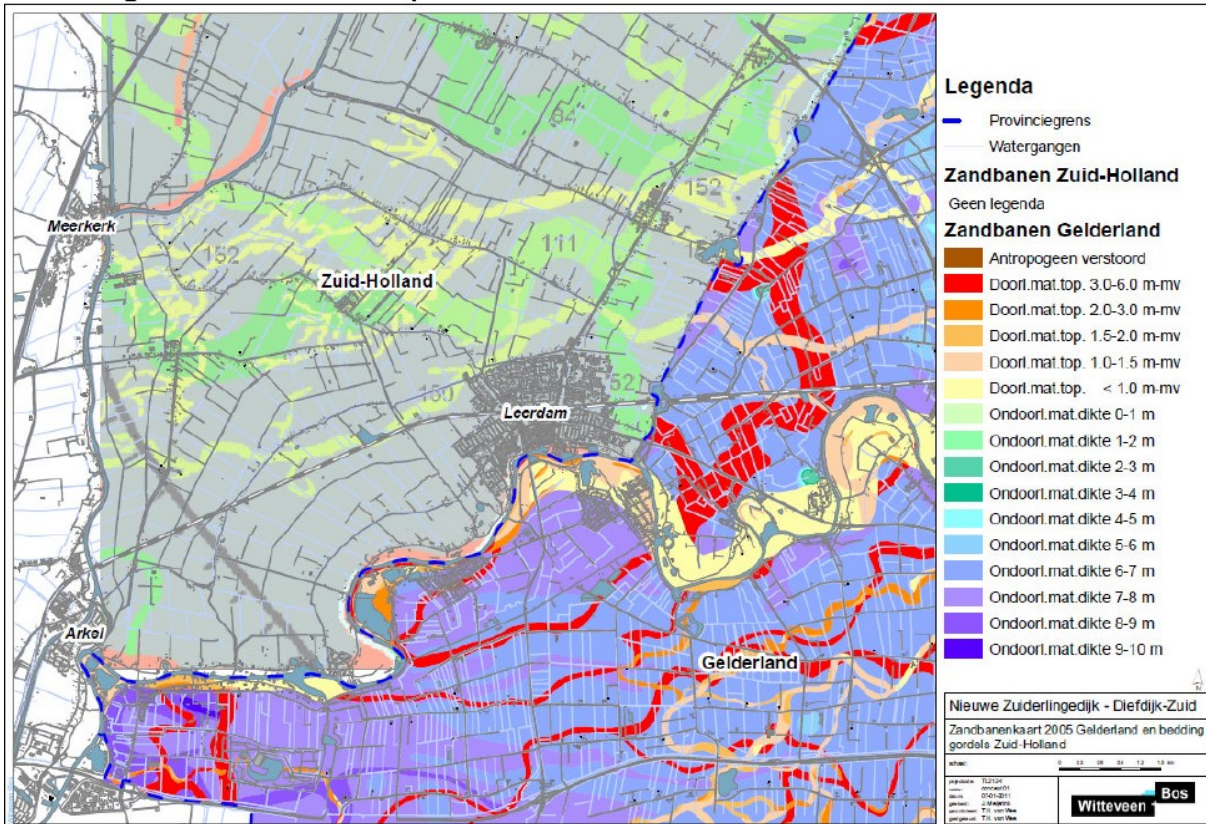 84
152
152
111
Meerkerk
152
Zuid-Holland
Leerdam
Arkel
Gelderland
Legenda
Provinciegrens
Watergangen
Zandbanen Zuid-Holland
Geen legenda
Zandbanen Gelderland
Antropogeen verstoord
Doorl.mat.top. 3.0-6.0 m-mv
Doorl.mat.top. 2.0-3.0 m-mv
Doorl.mat.top. 1.5-2.0 m-mv
Doorl.mat.top. 1.0-1.5 m-mv
Doorl.mat.top. < 1.0 m-mv
Ondoorl.mat.dikte 0-1 m
Ondoorl.mat.dikte 1-2 m
Ondoorl.mat.dikte 2-3 m
Ondoorl.mat.dikte 3-4 m
Ondoorl.mat.dikte 4-5 m
Ondoorl.mat.dikte 5-6 m
Ondoorl.mat.dikte 6-7 m
Ondoorl.mat.dikte 7-8 m
Ondoorl.mat.dikte 8-9 m
Ondoorl.mat.dikte 9-10 m
Nieuwe Zuiderlingedijk - Diefdijk-Zuid
Zandbanenkaart 2005 Gelderland en bedding
gordels Zuid-Holland
Witteveen
Bos